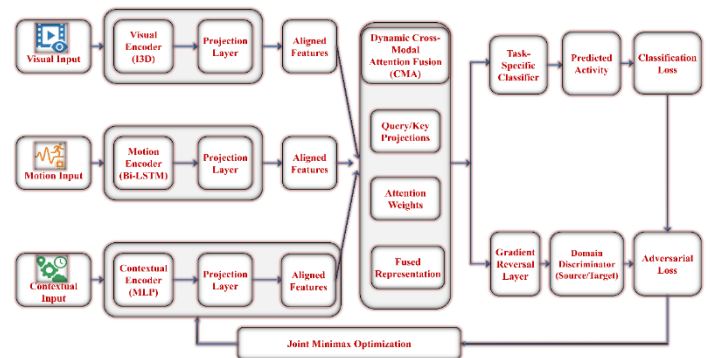 Visual Input
Visual
Encoder
(I3D)
Projection
Layer
Aligned
Features
Motion Input
Motion
Encoder
(Bi-LSTM)
Projection
Layer
Aligned
Features
Contextual
Input
Contextual
Encoder
(MLP)
Projection
Layer
Aligned
Features
Dynamic Cross-
Modal
Attention Fusion
(CMA)
Query/Key
Projections
Attention
Weights
Fused
Representation
Task-
Specific
Classifier
Predicted
Activity
Classification
Loss
Gradient
Reversal
Layer
Domain
Discriminator
(Source/Target)
Adversarial
Loss
Joint Minimax Optimization